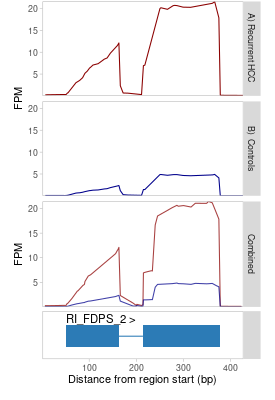 20
15
10
5
FPM
A) Recurrent HCC
20
15
10
5
B) Controls
20
15
10
5
FPM
Combined
RI_FDPS_2 >
100 200 300 400
Distance from region start (bp)